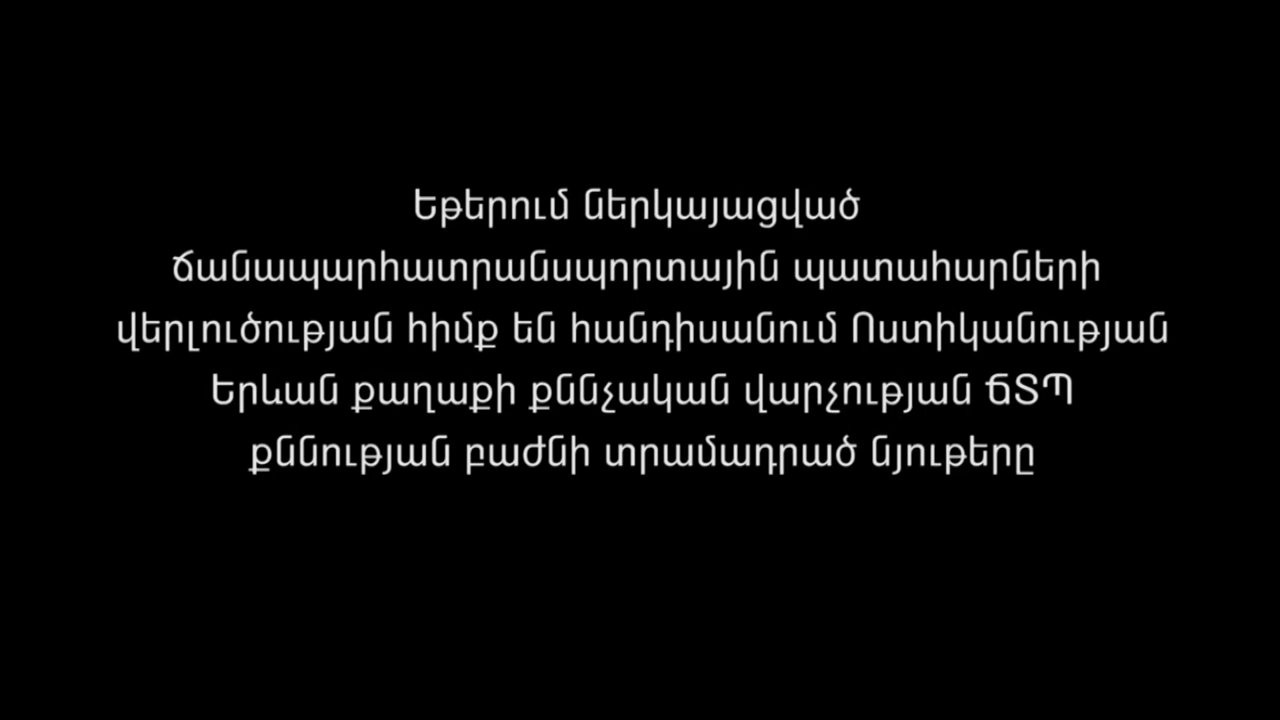 Եթերում ներկայացված
ճանապարհատրանսպորտային պատահարների
վերլուծության հիմք են հանդիսանում Ոստիկանության
Երևան քաղաքի քննչական վարչության ՃՏՊ
քննության բաժնի տրամադրած նյութերը